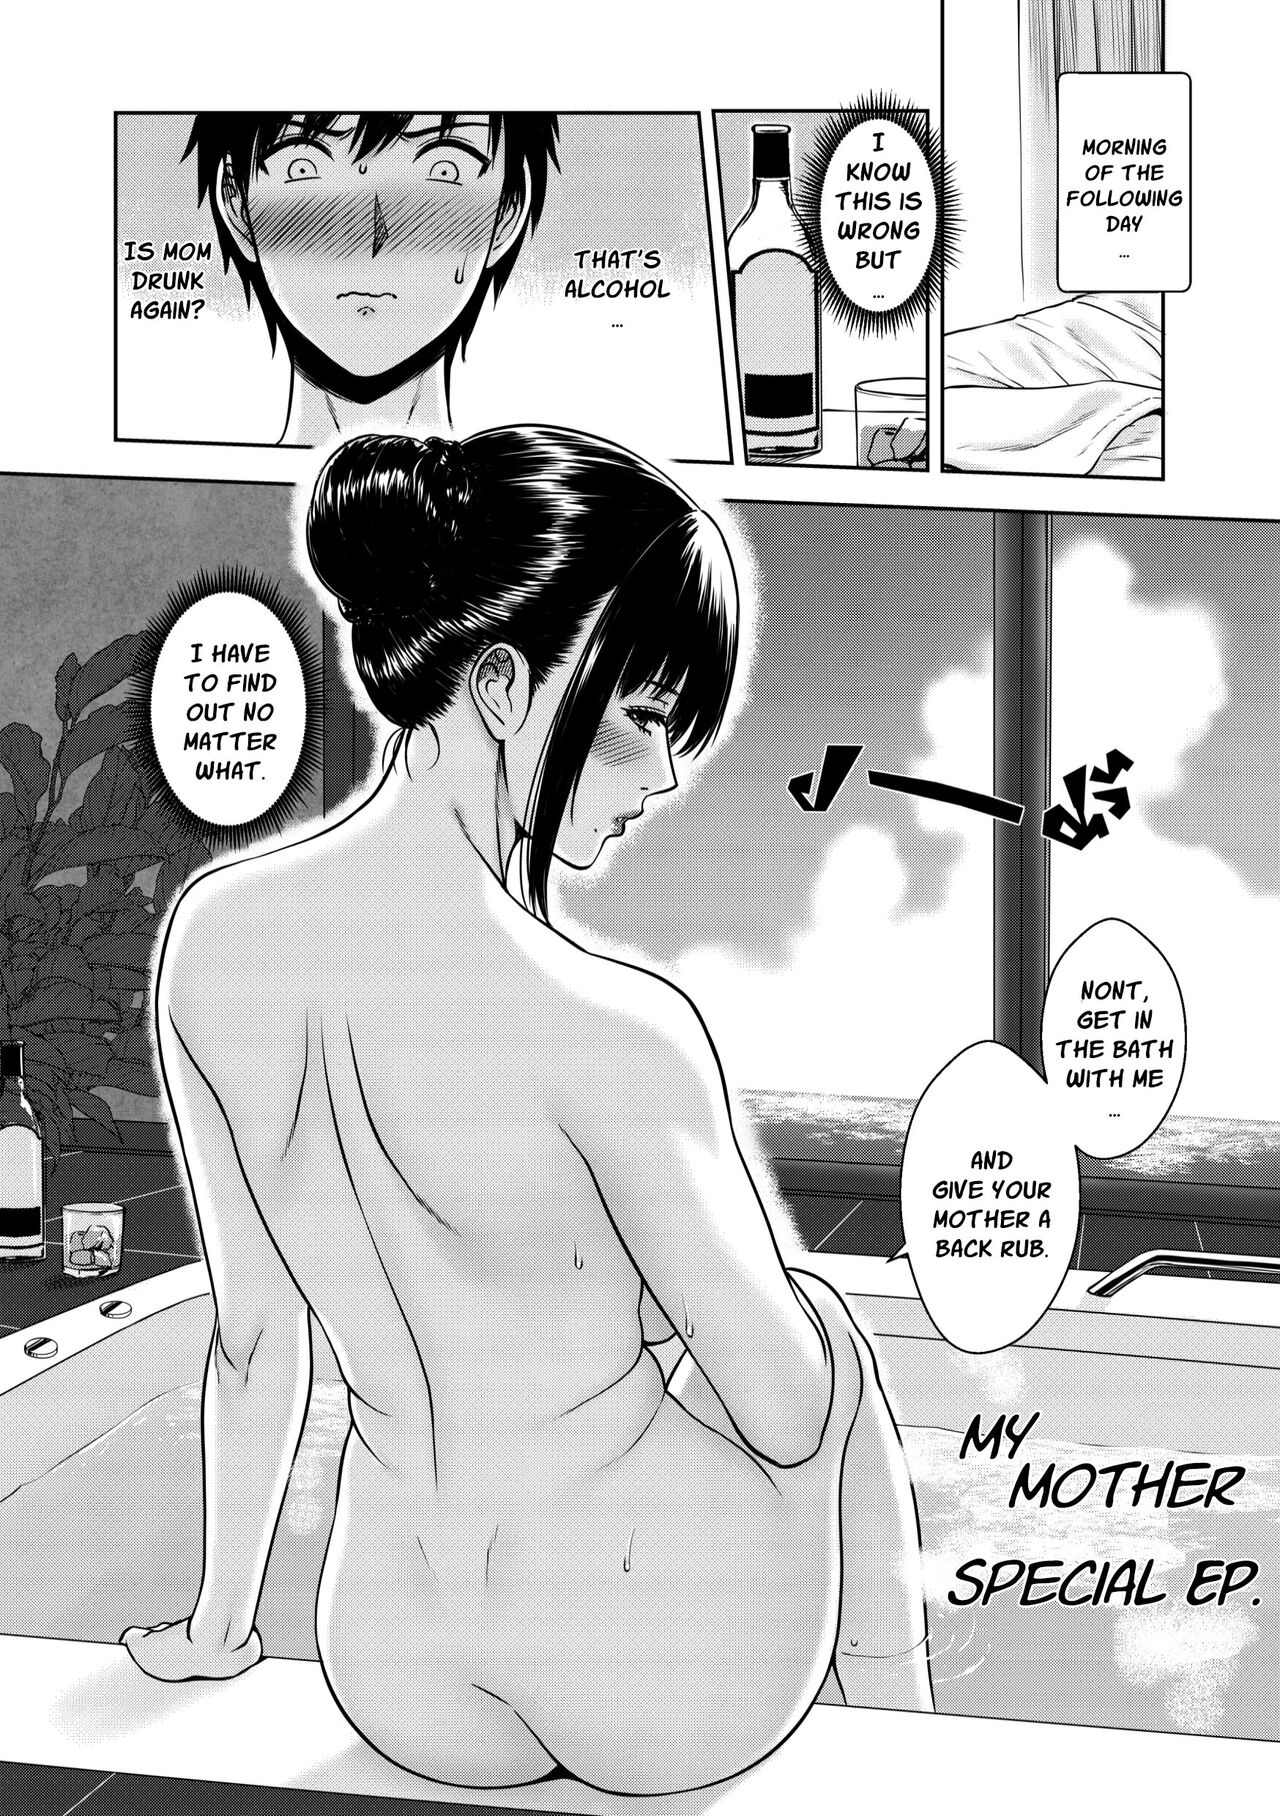 MORNING
OF THE
FOLLOWING
DAY
...
I
KNOW
THIS IS
WRONG
BUT
...
THAT'S
ALCOHOL
...
IS MOM
DRUNK
AGAIN?
I HAVE
TO FIND
OUT NO
MATTER
WHAT.
NONT,
GET IN
THE BATH
WITH ME
...
AND
GIVE YOUR
MOTHER A
BACK RUB.
MY
MOTHER
SPECIAL EP.